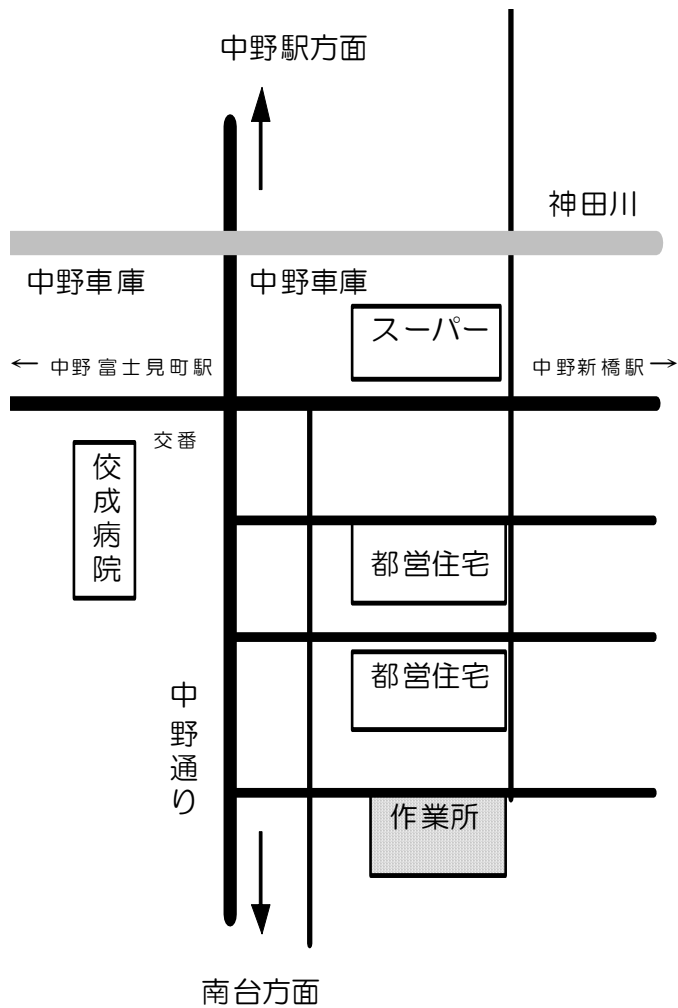 中野駅方面
神田川
中野車庫
中野車庫
スーパー
← 中野富士見町駅
中野新橋駅→
交番
佼成病院
都営住宅
都営住宅
中野通り
作業所
南台方面